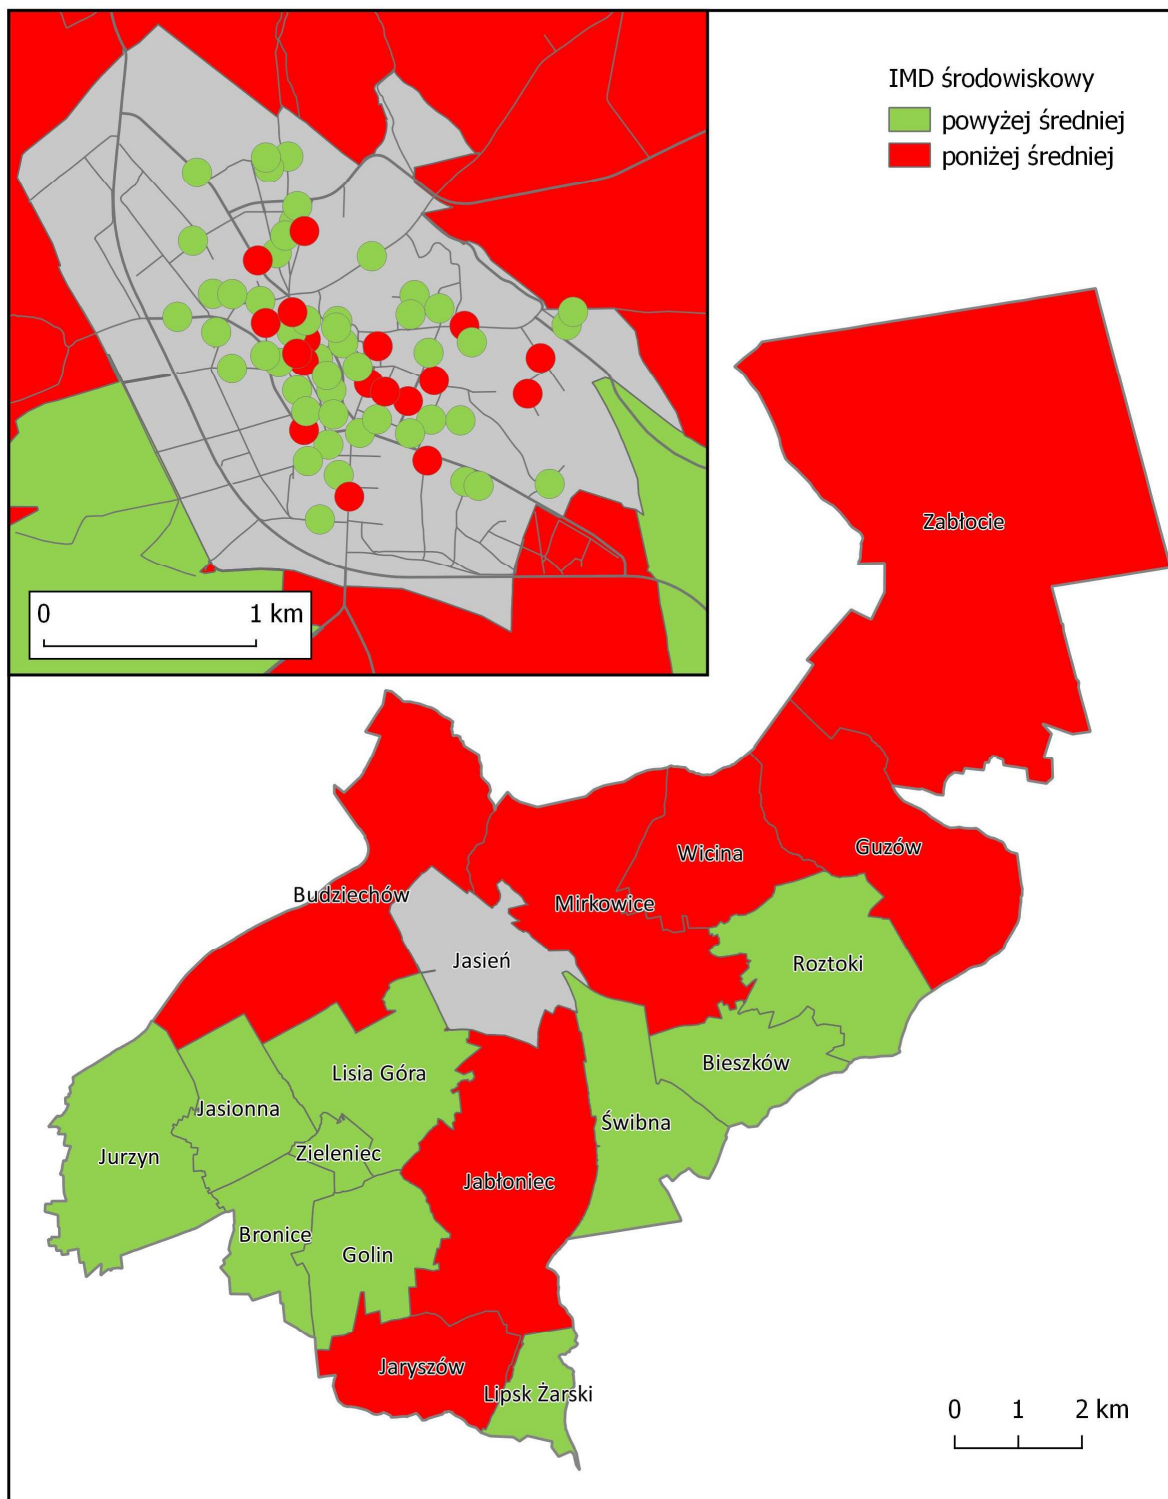 IMD środowiskowy
powyżej średniej
poniżej średniej
0 1 km
Zabłocie
Wicina
Guzów
Budziechów
Mirkowice
Jasień
Roztoki
Bieszków
Lisia Góra
Jasionna
Świbna
Zieleniec
Jurzyn
Jabłoniec
Bronice
Golin
Jaryszów
Lipsk Żarski
0 1 2 km